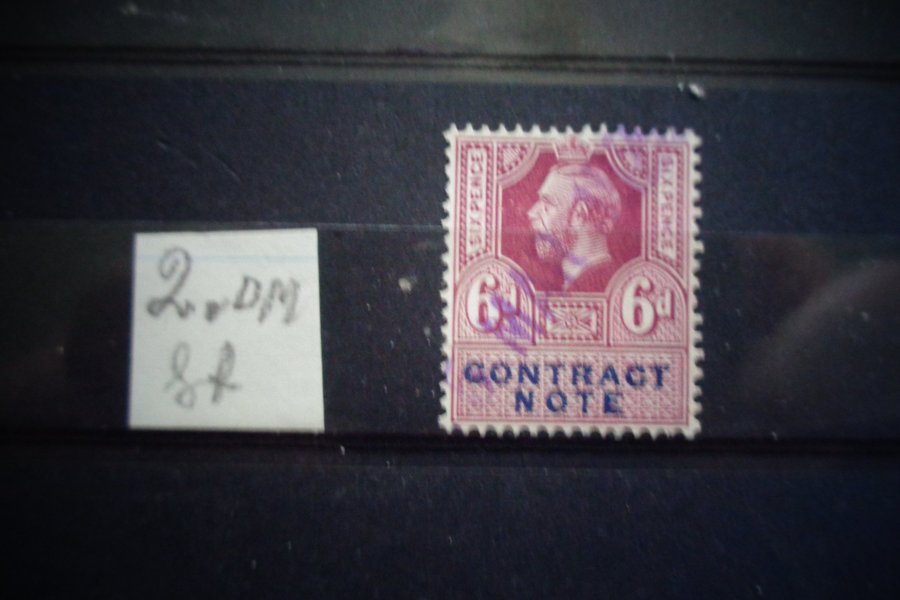 2. DM
SIXPENCE
SIXPENCE
6d
6d
CONTRACT
NOTE